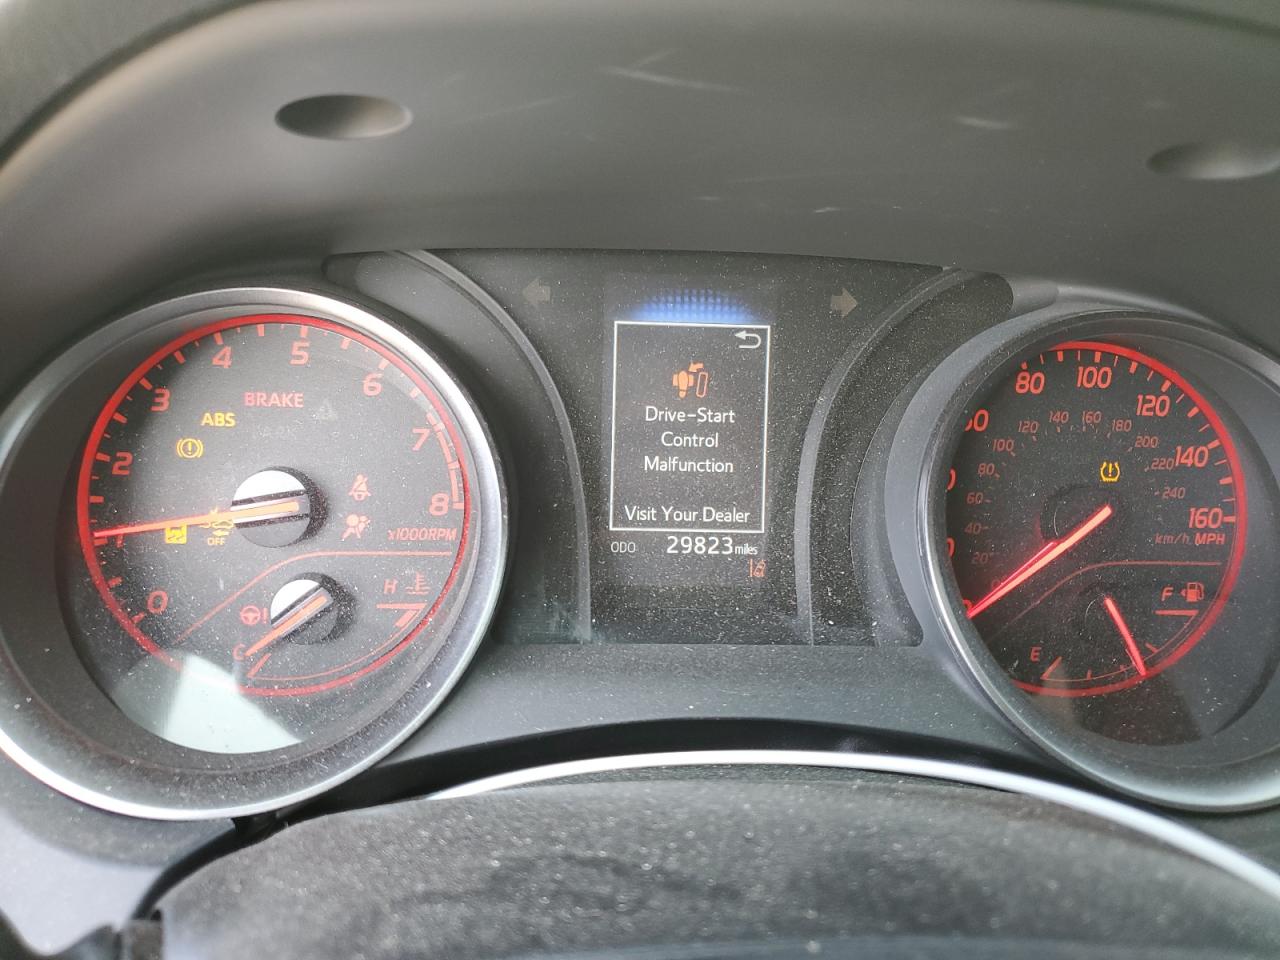 4 5 6
3 BRAKE
ABS 7
2 8
1 x1000RPM
OFF
0 H
C
Drive-Start
Control
Malfunction
Visit Your Dealer
ODO 29823 miles
80 100 120
140 160 180
120 200
100 220 140
80 240
60 160
40 km/h MPH
20
0
F
E